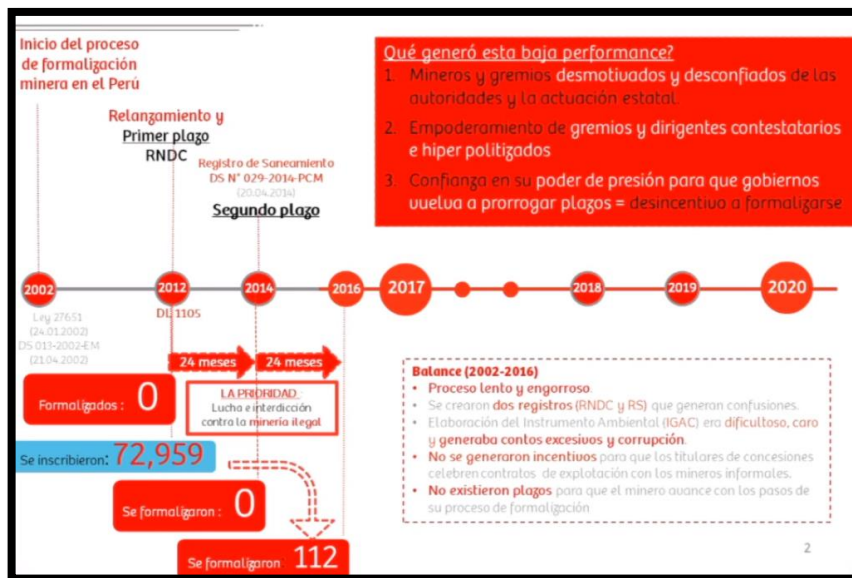 Inicio del proceso
de formalización
minera en el Perú
Relanzamiento y
Primer plazo
RNDC
Registro de Saneamiento
DS N° 029-2014-PCM
(20.04.2014)
Segundo plazo
Qué generó esta baja performance?
1. Mineros y gremios desmotivados y desconfiados de las
autoridades y la actuación estatal.
2. Empoderamiento de gremios y dirigentes contestatarios
e hiper politizados
3. Confianza en su poder de presión para que gobiernos
vuelva a prorrogar plazos = desincentivo a formalizarse
2002
2012
2014
2016
2017
2018
2019
2020
Ley 27651
(24.01.2002)
DS 013-2002-EM
(21.04.2002)
DL 1105
24 meses
24 meses
LA PRIORIDAD
Lucha e interdicción
contra la minería ilegal
Formalizados : 0
Se inscribieron: 72,959
Se formalizaron : 0
Se formalizaron 112
Balance (2002-2016)
• Proceso lento y engorroso.
• Se crearon dos registros (RNDC y RS) que generan confusiones.
• Elaboración del Instrumento Ambiental (IGAC) era dificultoso, caro
y generaba contos excesivos y corrupción.
• No se generaron incentivos para que los titulares de concesiones
celebren contratos de explotación con los mineros informales.
• No existieron plazos para que el minero avance con los pasos de
su proceso de formalización
2